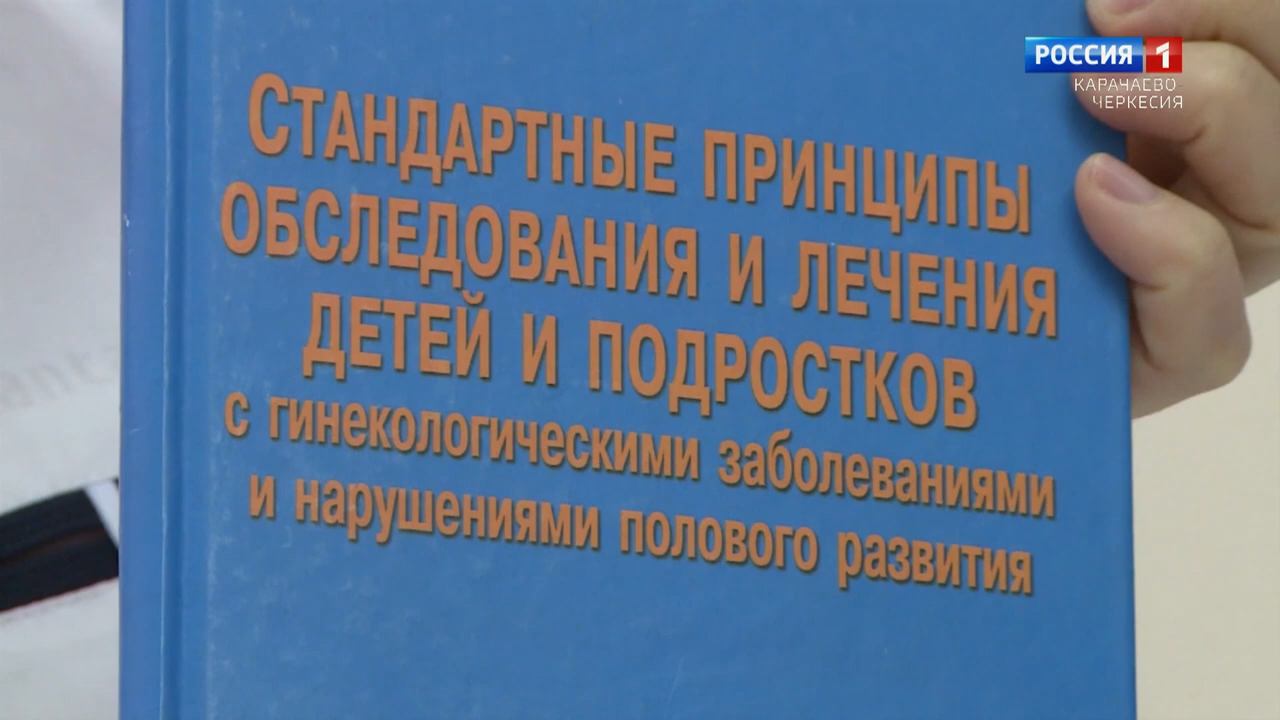 РОССИЯ 1
КАРАЧАЕВО-
ЧЕРКЕСИЯ
СТАНДАРТНЫЕ ПРИНЦИПЫ
ОБСЛЕДОВАНИЯ И ЛЕЧЕНИЯ
ДЕТЕЙ И ПОДРОСТКОВ
с гинекологическими заболеваниями
и нарушениями полового развития